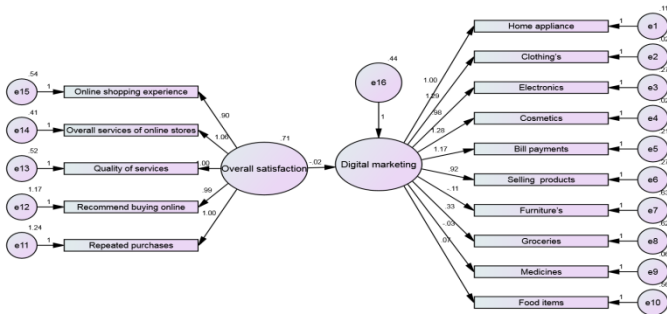 .11
Home appliance
1
e1
.02
Clothing's
1
e2
.44
e16
.54
e15
1
Online shopping experience
Electronics
1
e3
1.00
1.29
.98
1.28
1.17
.92
-.11
.33
-.03
.07
Cosmetics
1
e4
.41
e14
1
Overall services of online stores
.90
1.06
1.00
.99
1.00
.71
1
Bill payments
1
e5
.52
e13
1
Quality of services
Overall satisfaction
-.02
Digital marketing
Selling products
1
e6
1.17
e12
1
Recommend buying online
Furniture's
1
e7
Groceries
1
e8
1.24
e11
1
Repeated purchases
Medicines
1
e9
Food items
1
e10